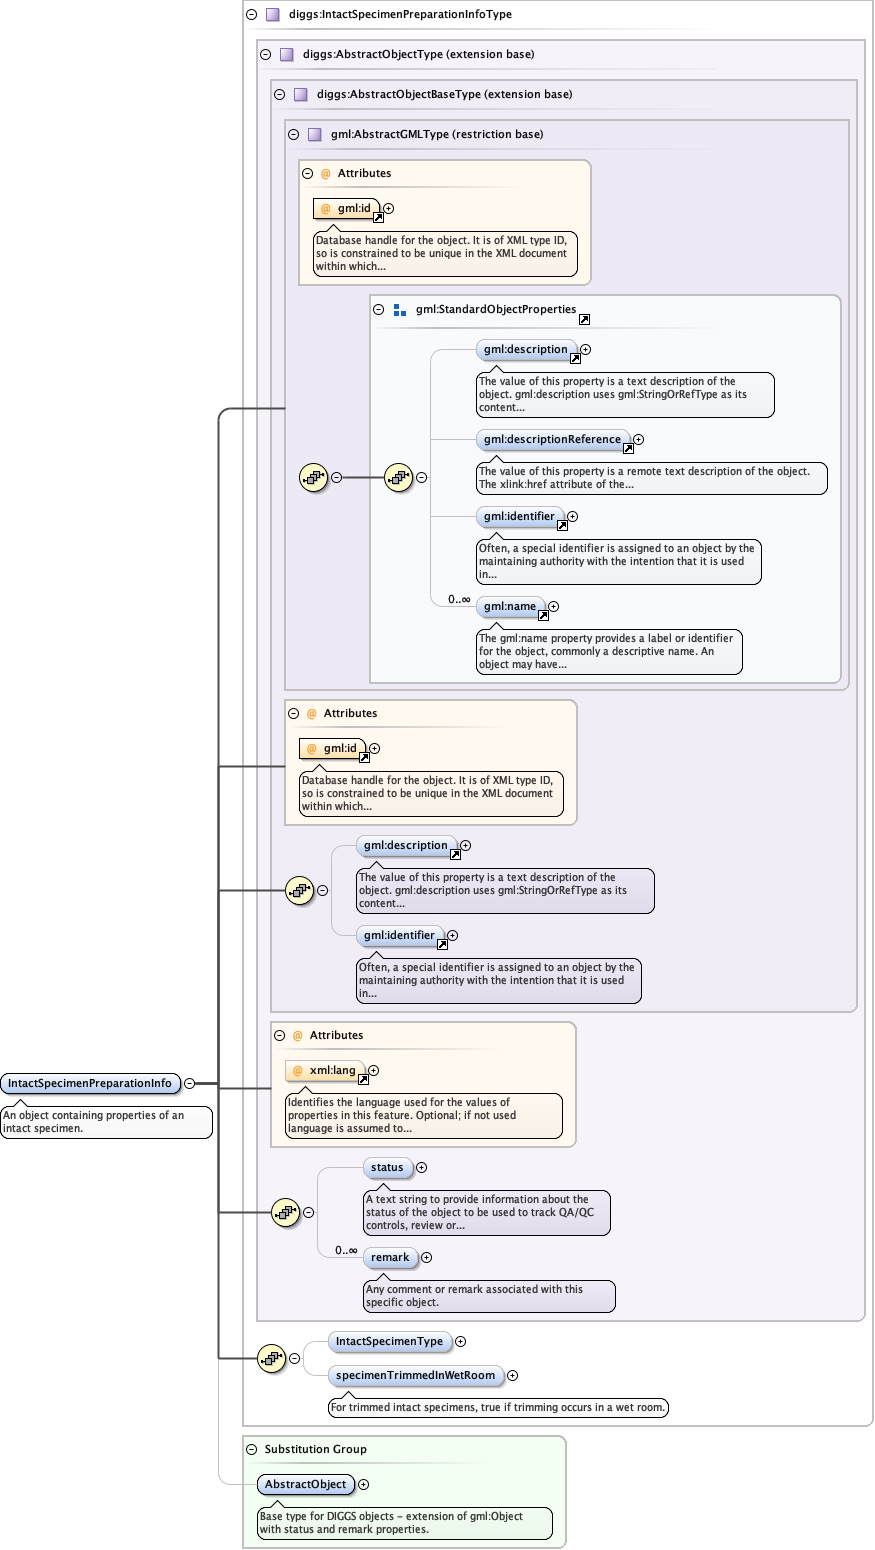 diggs:IntactSpecimenPreparationInfoType
diggs:AbstractObjectType (extension base)
diggs:AbstractObjectBaseType (extension base)
gml:AbstractGMLType (restriction base)
@ Attributes
@ gml:id
Database handle for the object. It is of XML type ID,
so is constrained to be unique in the XML document
within which...
gml:StandardObjectProperties
gml:description
The value of this property is a text description of the
object. gml:description uses gml:StringOrRefType as its
content...
gml:descriptionReference
The value of this property is a remote text description of the object.
The xlink:href attribute of the...
gml:identifier
Often, a special identifier is assigned to an object by the
maintaining authority with the intention that it is used
in...
0..∞
gml:name
The gml:name property provides a label or identifier
for the object, commonly a descriptive name. An
object may have...
@ Attributes
@ gml:id
Database handle for the object. It is of XML type ID,
so is constrained to be unique in the XML document
within which...
gml:description
The value of this property is a text description of the
object. gml:description uses gml:StringOrRefType as its
content...
gml:identifier
Often, a special identifier is assigned to an object by the
maintaining authority with the intention that it is used
in...
@ Attributes
@ xml:lang
Identifies the language used for the values of
properties in this feature. Optional; if not used
language is assumed to...
IntactSpecimenPreparationInfo
An object containing properties of an
intact specimen.
status
A text string to provide information about the
status of the object to be used to track QA/QC
controls, review or...
0..∞
remark
Any comment or remark associated with this
specific object.
IntactSpecimenType
specimenTrimmedInWetRoom
For trimmed intact specimens, true if trimming occurs in a wet room.
Substitution Group
AbstractObject
Base type for DIGGS objects – extension of gml:Object
with status and remark properties.